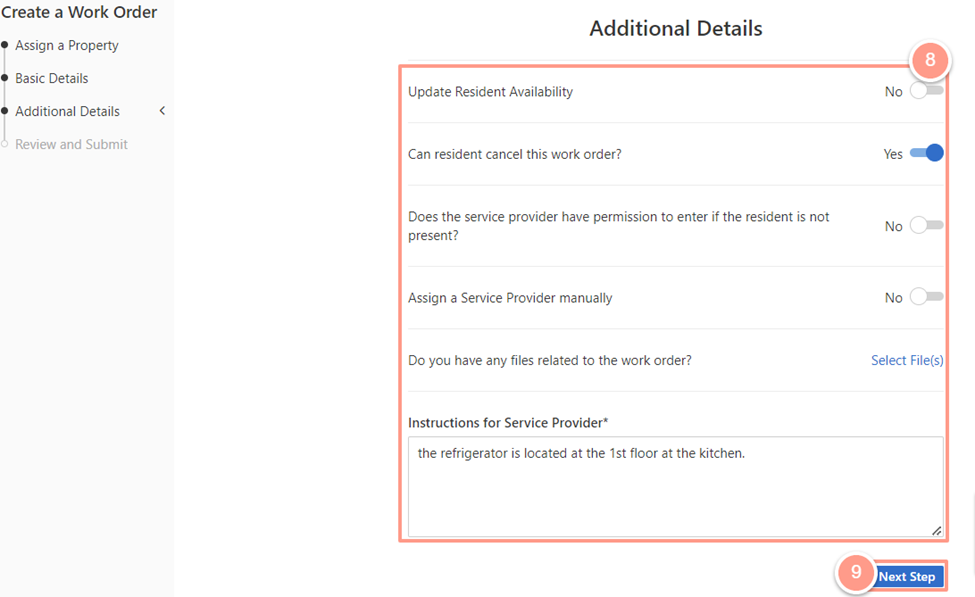 Create a Work Order
Assign a Property
Basic Details
Additional Details
Review and Submit
Additional Details
8
Update Resident Availability
No
Can resident cancel this work order?
Yes
Does the service provider have permission to enter if the resident is not
present?
No
Assign a Service Provider manually
No
Do you have any files related to the work order?
Select File(s)
Instructions for Service Provider*
the refrigerator is located at the 1st floor at the kitchen.
9
Next Step